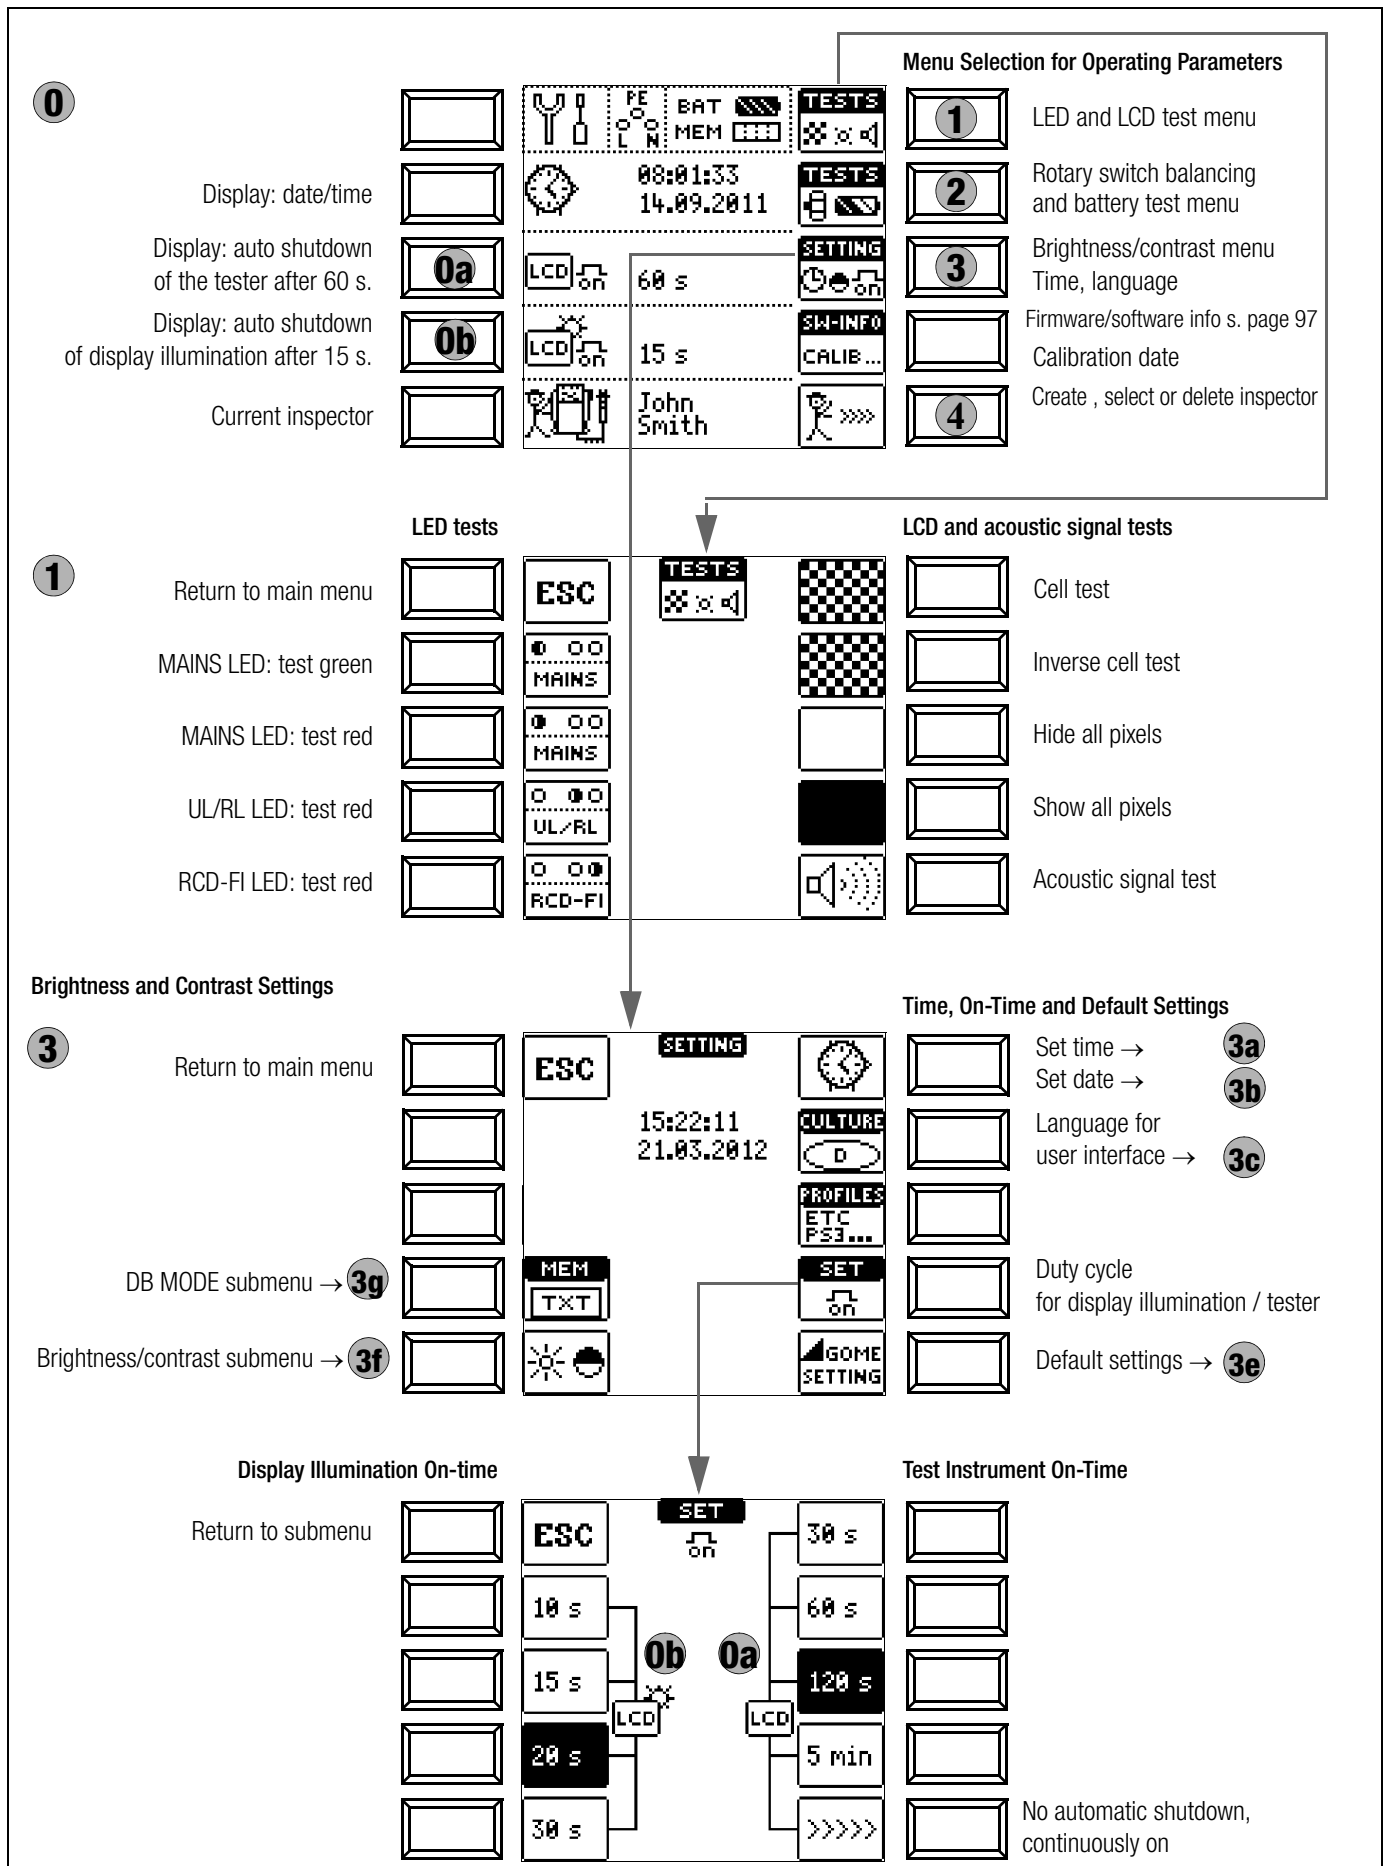 Menu Selection for Operating Parameters
0
PE
L N
BAT
MEM
TESTS
1
LED and LCD test menu
Display: date/time
08:01:33
14.09.2011
TESTS
2
Rotary switch balancing
and battery test menu
Display: auto shutdown
of the tester after 60 s.
0a
LCD on
60 s
SETTING
on
3
Brightness/contrast menu
Time, language
Display: auto shutdown
of display illumination after 15 s.
0b
LCD on
15 s
SW-INFO
CALIB...
Firmware/software info s. page 97
Calibration date
Current inspector
John
Smith
>>>>
4
Create , select or delete inspector
LED tests
LCD and acoustic signal tests
1
Return to main menu
ESC
TESTS
Cell test
MAINS LED: test green
MAINS
Inverse cell test
MAINS LED: test red
MAINS
Hide all pixels
UL/RL LED: test red
UL/RL
Show all pixels
RCD-FI LED: test red
RCD-FI
Acoustic signal test
Brightness and Contrast Settings
Time, On-Time and Default Settings
3
Return to main menu
ESC
SETTING
Set time → 3a
Set date → 3b
15:22:11
21.03.2012
CULTURE
D
Language for
user interface → 3c
PROFILES
ETC
PS3...
DB MODE submenu → 3g
MEM
TXT
SET
on
Duty cycle
for display illumination / tester
Brightness/contrast submenu → 3f
GOME
SETTING
Default settings → 3e
Display Illumination On-time
Test Instrument On-Time
Return to submenu
ESC
SET
on
30 s
10 s
60 s
0b
0a
15 s
120 s
LCD
LCD
20 s
5 min
30 s
>>>>>
No automatic shutdown,
continuously on